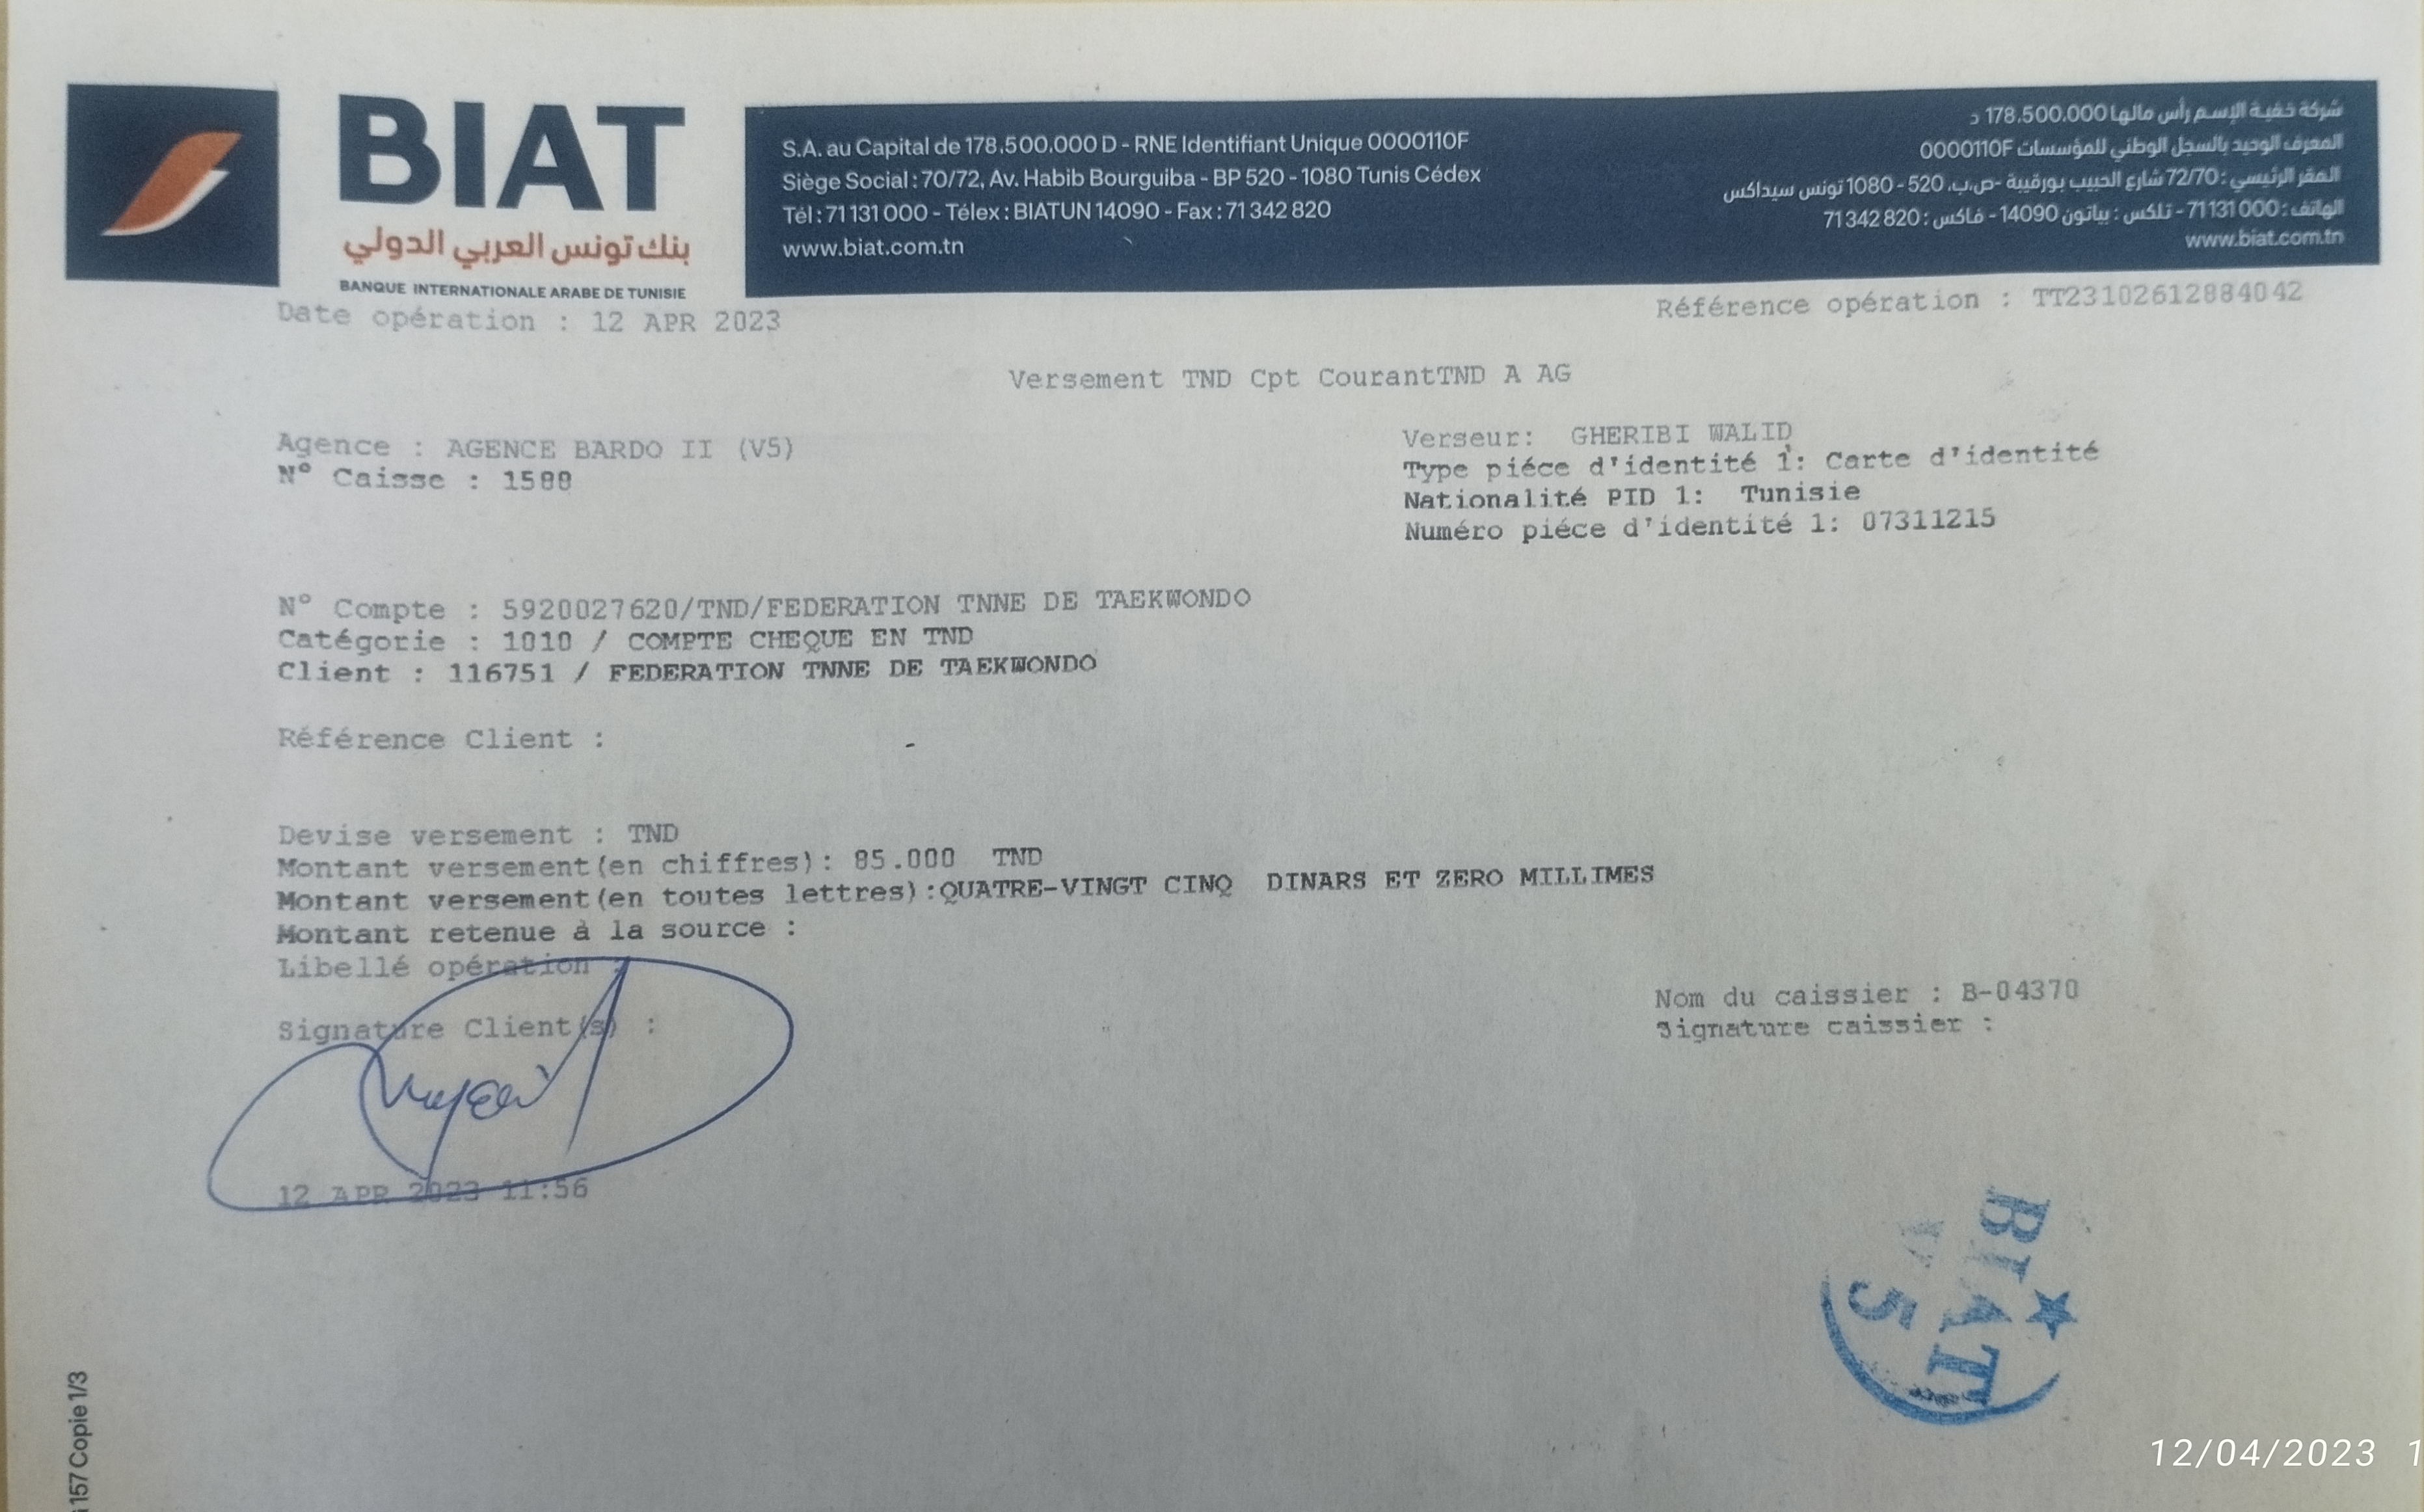 BIAT
بنك تونس العربي الدولي
BANQUE INTERNATIONALE ARABE DE TUNISIE
S.A. au Capital de 178.500.000 D - RNE Identifiant Unique 0000110F
Siège Social : 70/72, Av. Habib Bourguiba - BP 520 - 1080 Tunis Cédex
Tél : 71 131 000 - Télex : BIATUN 14090 - Fax : 71 342 820
www.biat.com.tn
شركة خفية الإسم رأس مالها 178.500.000 د
المعرف الوحيد بالسجل الوطني للمؤسسات 0000110F
المقر الرئيسي : 72/70 شارع الحبيب بورقيبة -ص.ب. 520 - 1080 تونس سيداكس
الهاتف : 71 131 000 - تلكس : بياتون 14090 - فاكس : 71 342 820
www.biat.com.tn
Date opération : 12 APR 2023
Référence opération : TT23102612884042
Versement TND Cpt CourantTND A AG
Agence : AGENCE BARDO II (V5)
N° Caisse : 1588
Verseur: GHERIBI WALID
Type piéce d'identité 1: Carte d'identité
Nationalité PID 1: Tunisie
Numéro piéce d'identité 1: 07311215
N° Compte : 5920027620/TND/FEDERATION TNNE DE TAEKWONDO
Catégorie : 1010 / COMPTE CHEQUE EN TND
Client : 116751 / FEDERATION TNNE DE TAEKWONDO
Référence Client :
Devise versement : TND
Montant versement(en chiffres): 85.000 TND
Montant versement(en toutes lettres):QUATRE-VINGT CINQ DINARS ET ZERO MILLIMES
Montant retenue à la source :
Libellé opération :
Signature Client(s) :
Nom du caissier : B-04370
Signature caissier :
12 APR 2023 11:56
BIAT
V5
157 Copie 1/3
12/04/2023 1